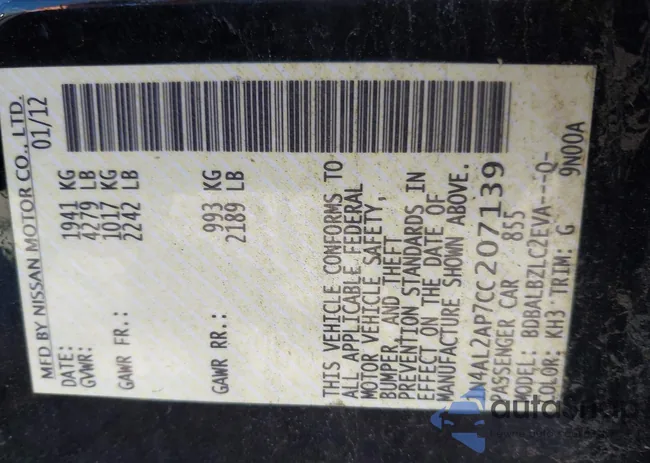 MFD BY NISSAN MOTOR CO., LTD.
DATE: 01/12
GVWR: 1941 KG
4279 LB
GAWR FR.: 1017 KG
2242 LB
GAWR RR.: 993 KG
2189 LB
THIS VEHICLE CONFORMS TO
ALL APPLICABLE FEDERAL
MOTOR VEHICLE SAFETY,
BUMPER, AND THEFT
PREVENTION STANDARDS IN
EFFECT ON THE DATE OF
MANUFACTURE SHOWN ABOVE.
1N4AL2AP7CC207139
PASSENGER CAR 855
MODEL: BDBALBZLC2EVA---Q-
COLOR: KH3 TRIM: G 9N00A